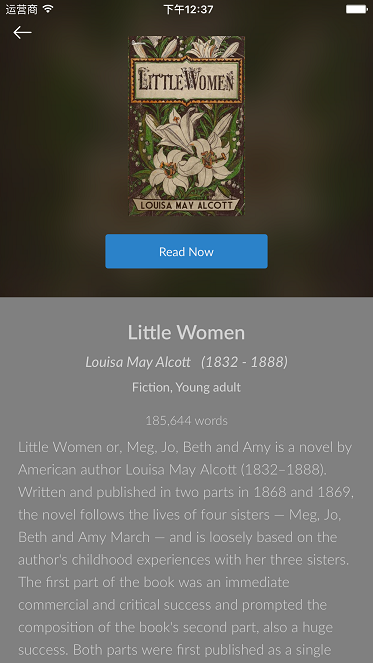 运营商 下午12:37
LITTLE WOMEN
LOUISA MAY ALCOTT
Read Now
Little Women
Louisa May Alcott (1832 - 1888)
Fiction, Young adult
185,644 words
Little Women or, Meg, Jo, Beth and Amy is a novel by
American author Louisa May Alcott (1832–1888).
Written and published in two parts in 1868 and 1869,
the novel follows the lives of four sisters — Meg, Jo,
Beth and Amy March — and is loosely based on the
author's childhood experiences with her three sisters.
The first part of the book was an immediate
commercial and critical success and prompted the
composition of the book's second part, also a huge
success. Both parts were first published as a single